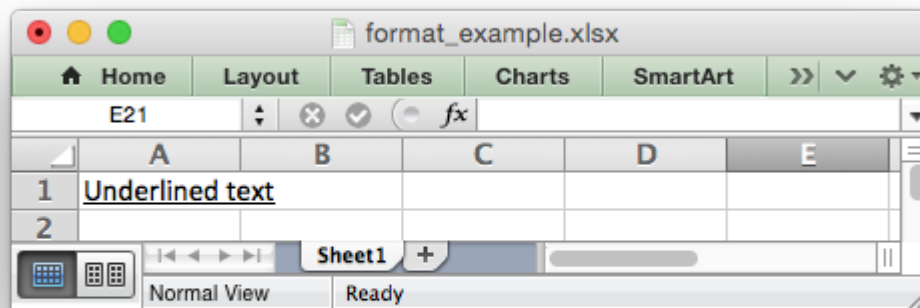 format_example.xlsx
Home Layout Tables Charts SmartArt
E21 fx
A B C D E
1 Underlined text
2
Sheet1
Normal View Ready